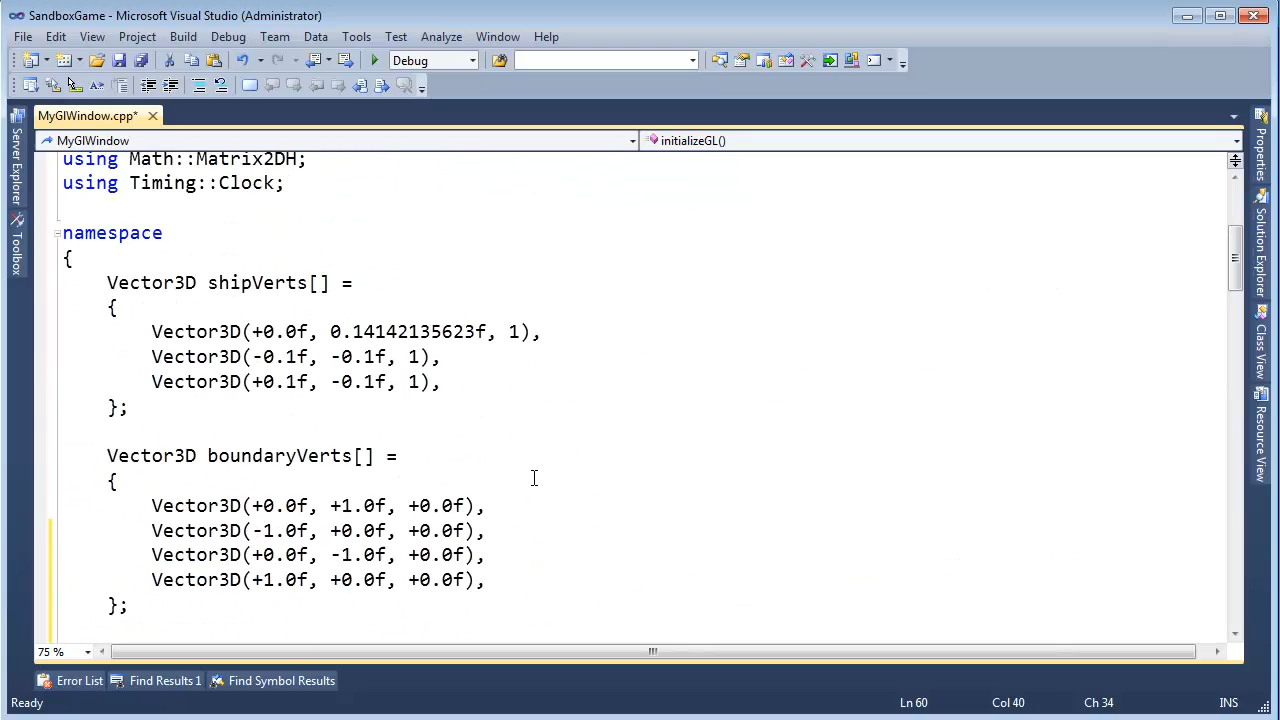 SandboxGame - Microsoft Visual Studio (Administrator)
File Edit View Project Build Debug Team Data Tools Test Analyze Window Help
Debug
MyGlWindow.cpp*
MyGlWindow initializeGL()
using Math::Matrix2DH;
using Timing::Clock;
namespace
{
Vector3D shipVerts[] =
{
Vector3D(+0.0f, 0.14142135623f, 1),
Vector3D(-0.1f, -0.1f, 1),
Vector3D(+0.1f, -0.1f, 1),
};
Vector3D boundaryVerts[] =
{
Vector3D(+0.0f, +1.0f, +0.0f),
Vector3D(-1.0f, +0.0f, +0.0f),
Vector3D(+0.0f, -1.0f, +0.0f),
Vector3D(+1.0f, +0.0f, +0.0f),
};
75 %
Error List Find Results 1 Find Symbol Results
Ready Ln 60 Col 40 Ch 34 INS
Server Explorer
Toolbox
Properties
Solution Explorer
Class View
Resource View